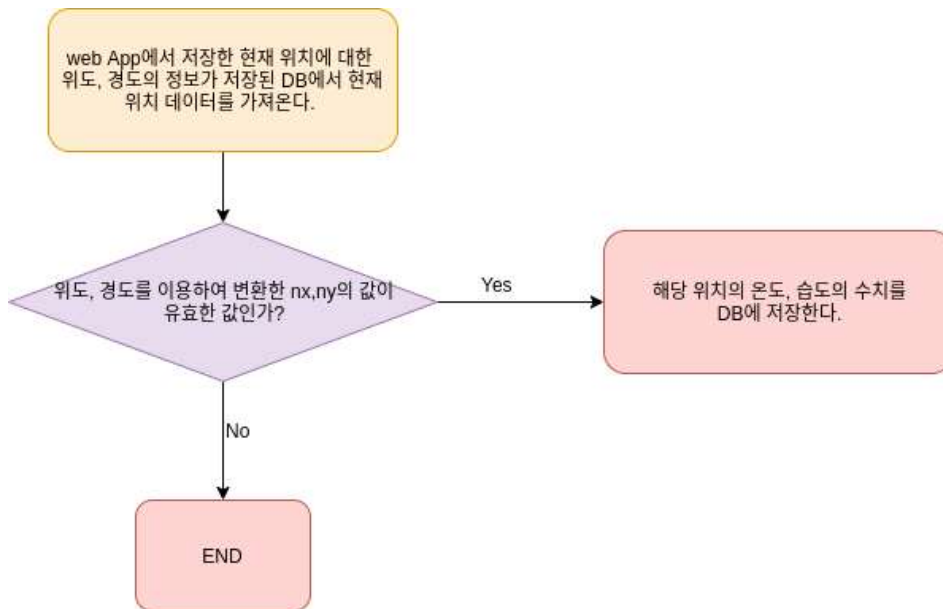 web App에서 저장한 현재 위치에 대한
위도, 경도의 정보가 저장된 DB에서 현재
위치 데이터를 가져온다.
위도, 경도를 이용하여 변환한 nx,ny의 값이
유효한 값인가?
Yes
해당 위치의 온도, 습도의 수치를
DB에 저장한다.
No
END